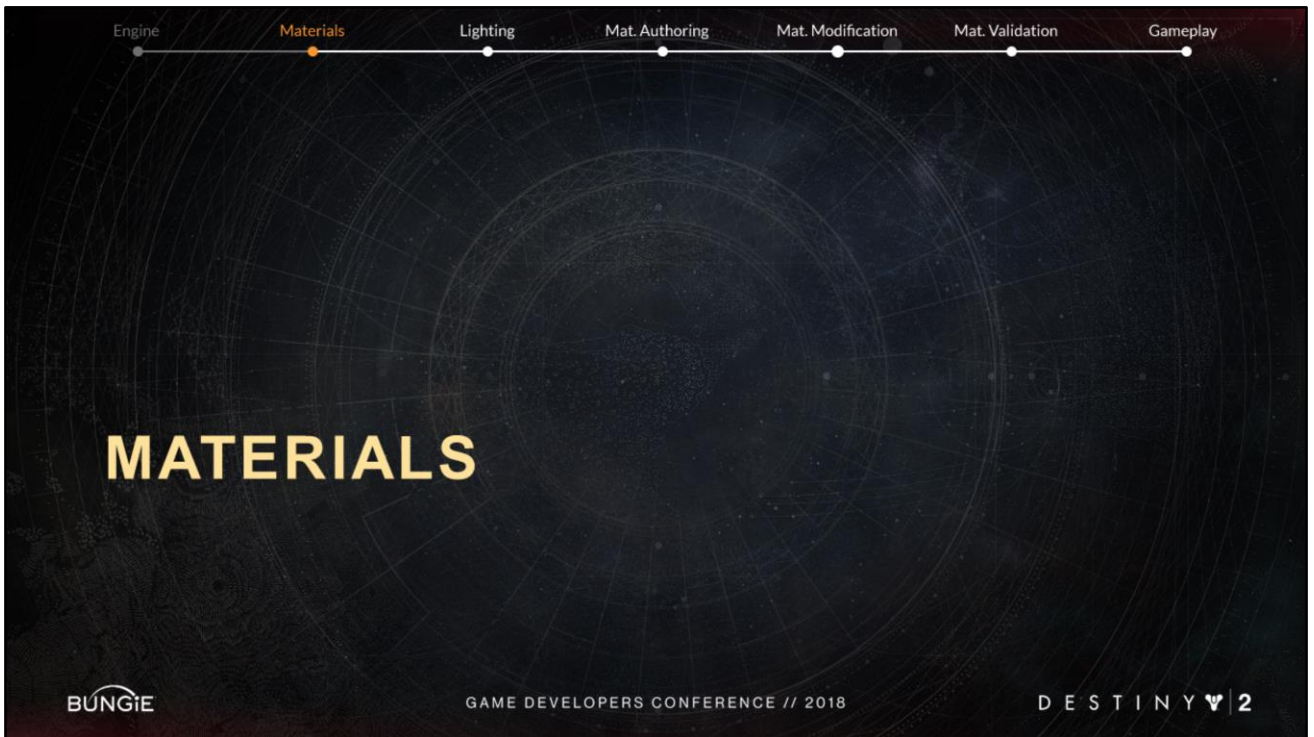 Engine Materials Lighting Mat. Authoring Mat. Modification Mat. Validation Gameplay
MATERIALS
BUNGiE GAME DEVELOPERS CONFERENCE // 2018 DESTINY 2